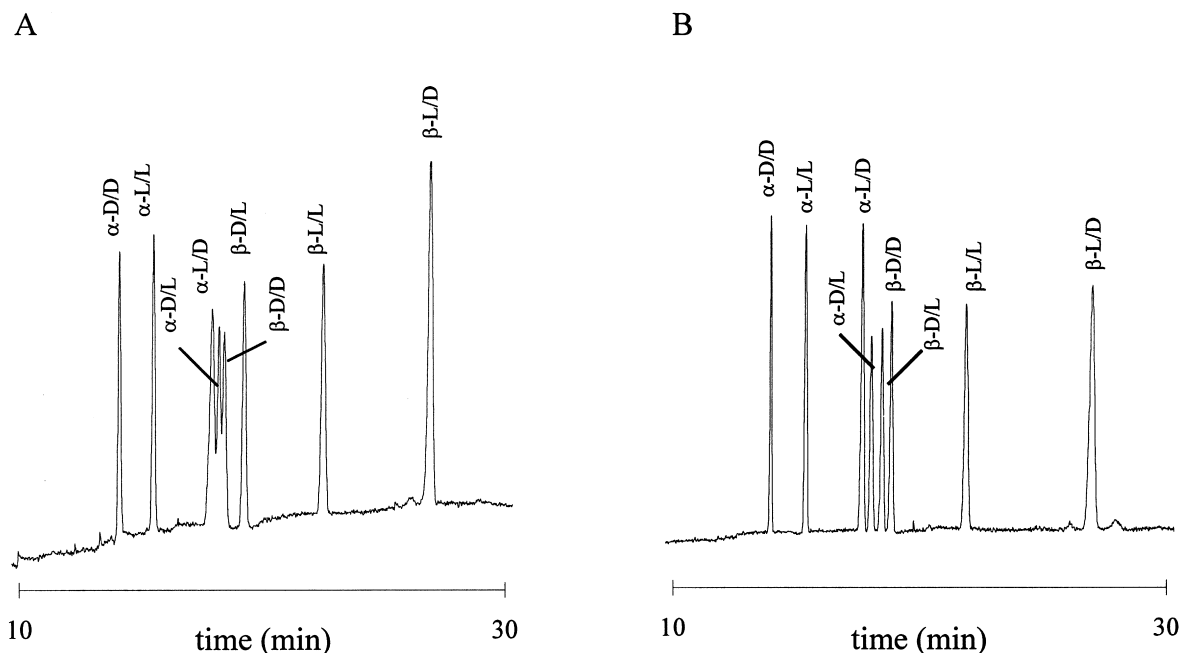 A
α-D/D
α-L/L
α-D/L
α-L/D
β-D/L
β-D/D
β-L/L
β-L/D
10
30
time (min)
B
α-D/D
α-L/L
α-D/L
α-L/D
β-D/D
β-D/L
β-L/L
β-L/D
10
30
time (min)